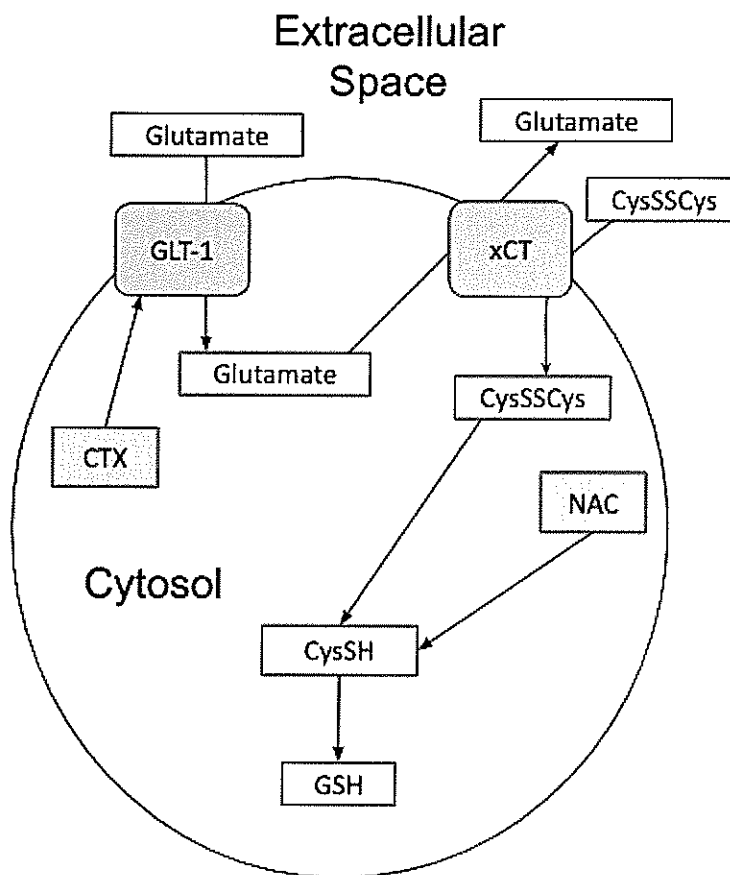 Extracellular
Space
Glutamate
Glutamate
CysSSCys
GLT-1
xCT
Glutamate
CysSSCys
CTX
NAC
Cytosol
CysSH
GSH